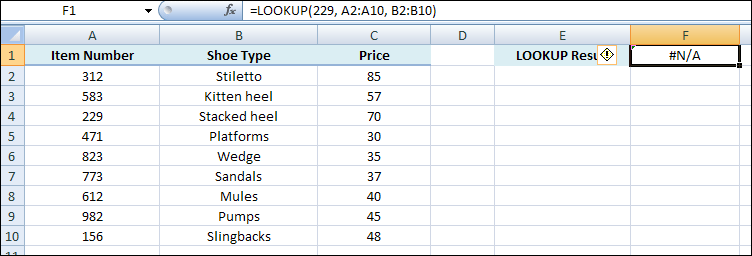 F1 fx =LOOKUP(229, A2:A10, B2:B10)
A B C D E F
1 Item Number Shoe Type Price LOOKUP Resu #N/A
2 312 Stiletto 85
3 583 Kitten heel 57
4 229 Stacked heel 70
5 471 Platforms 30
6 823 Wedge 35
7 773 Sandals 37
8 612 Mules 40
9 982 Pumps 45
10 156 Slingbacks 48